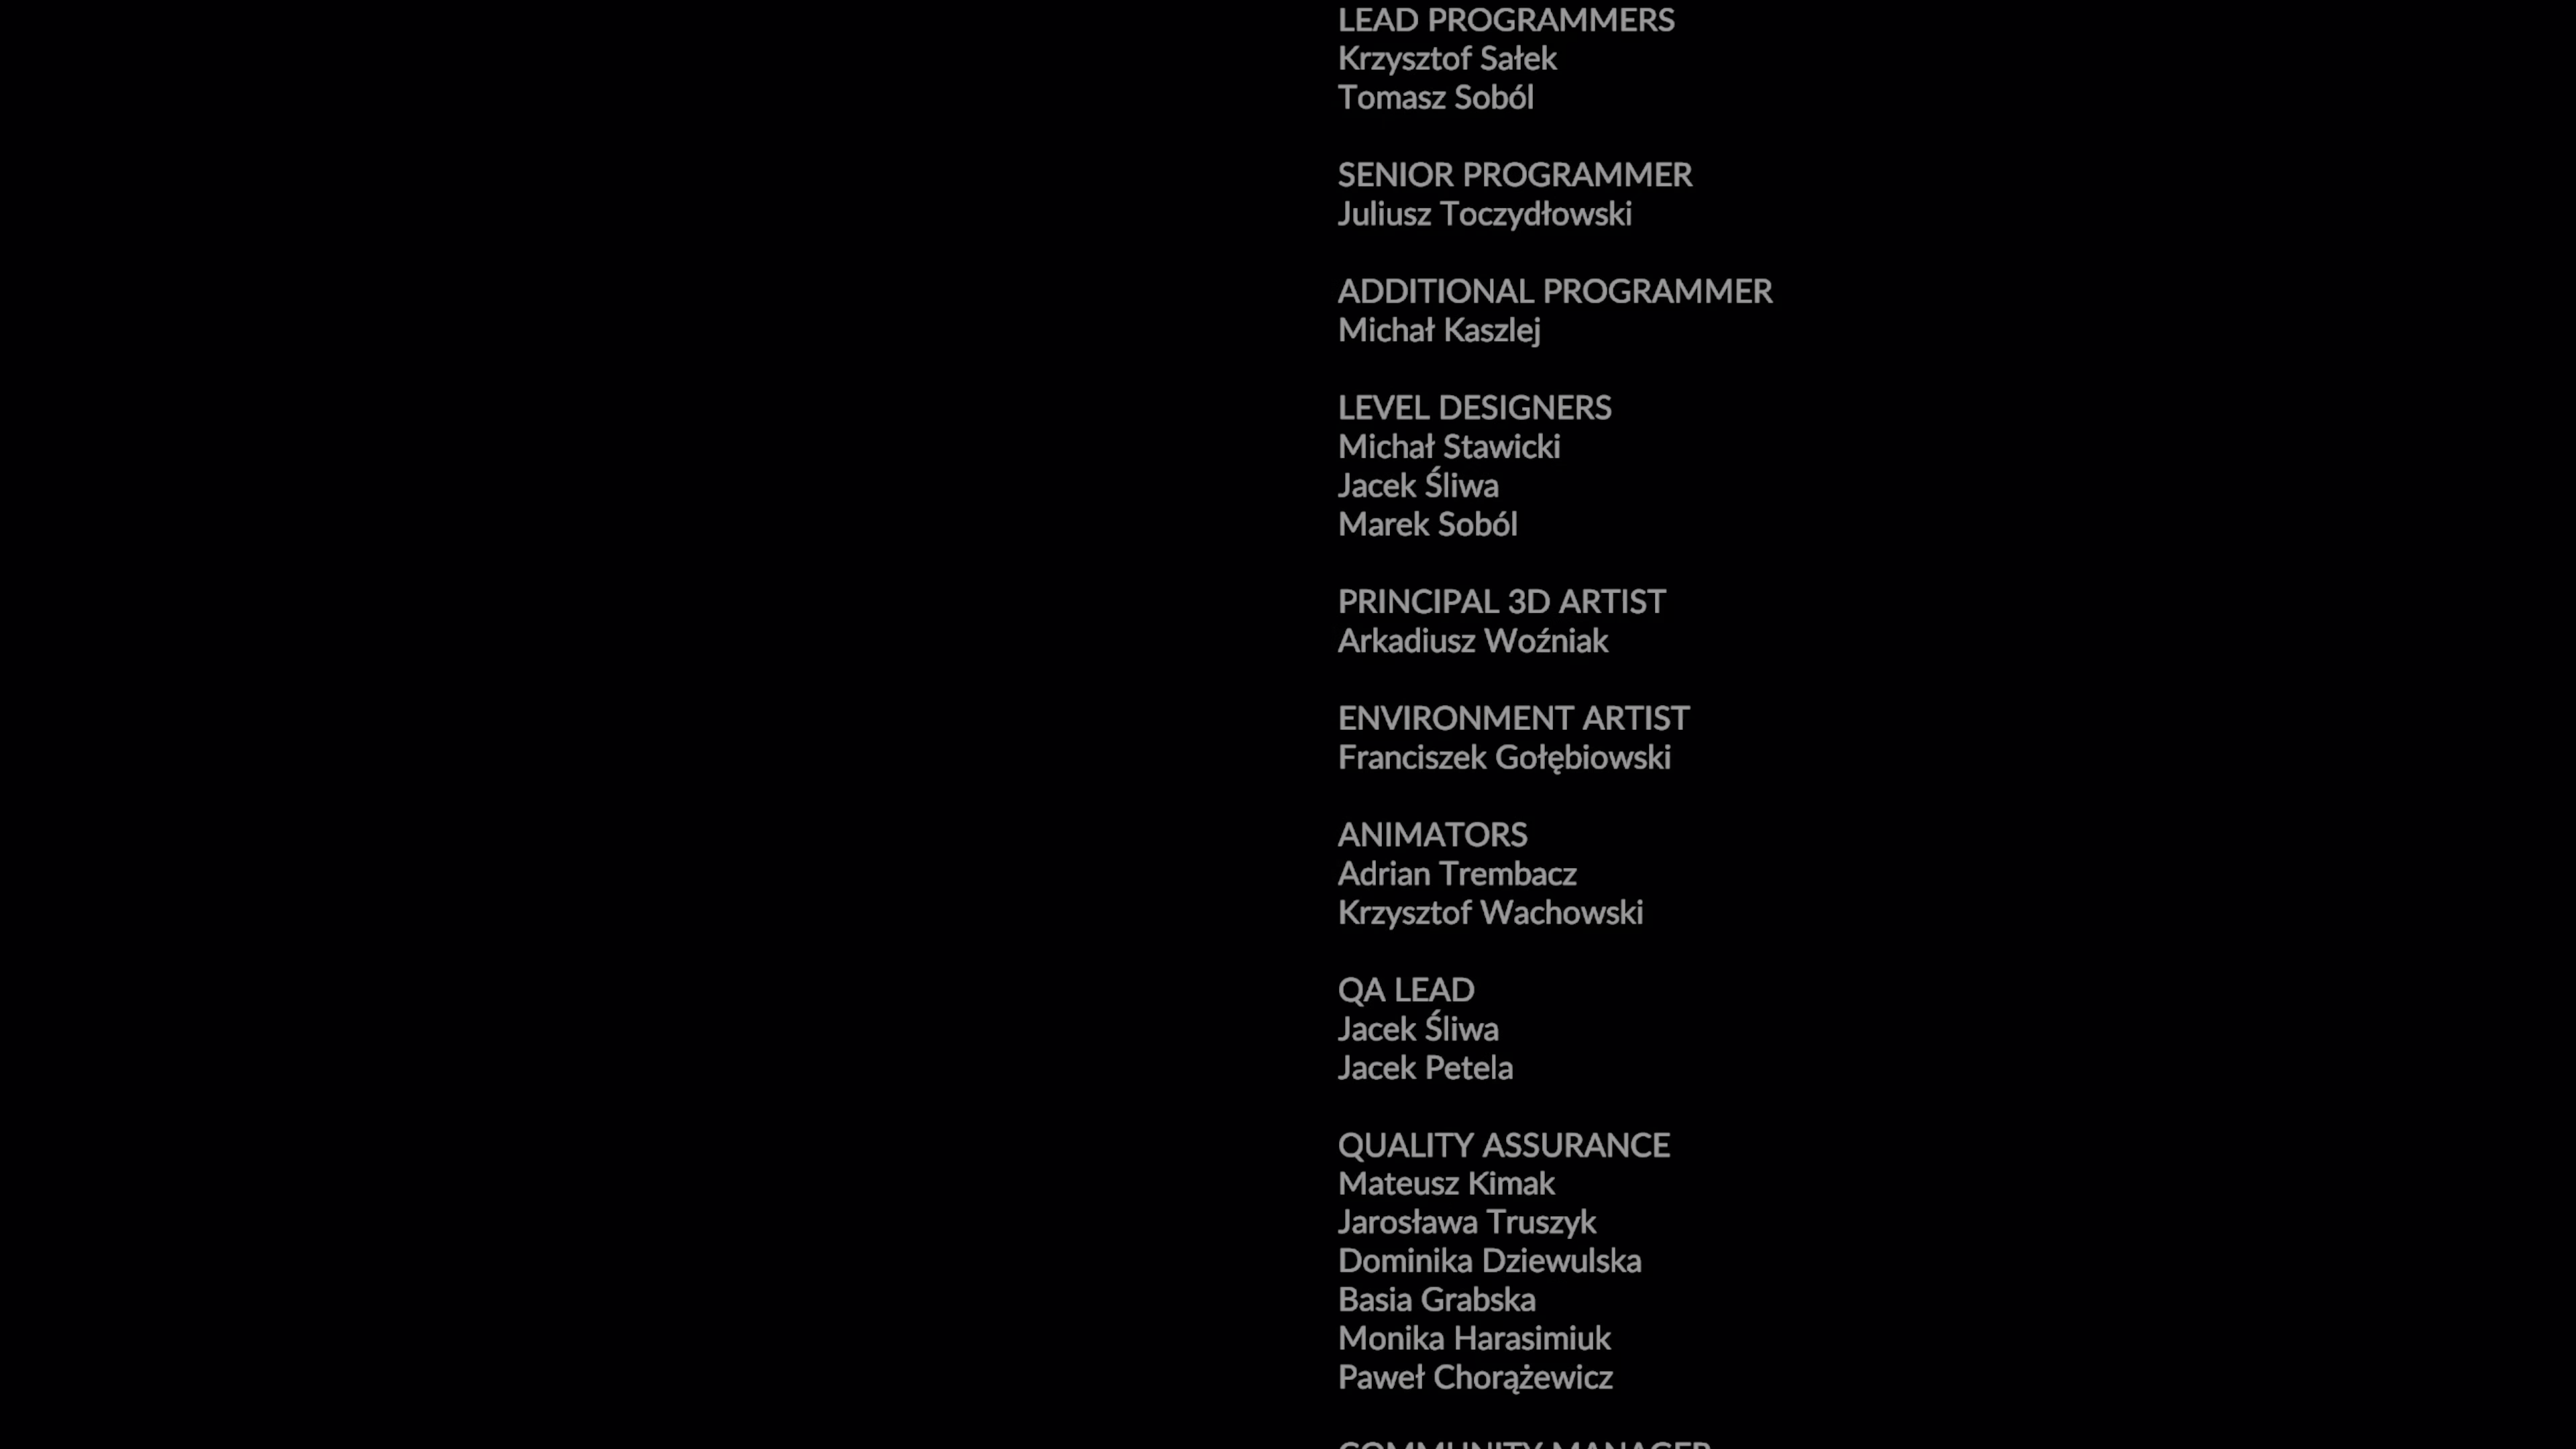 LEAD PROGRAMMERS
Krzysztof Sałek
Tomasz Soból
SENIOR PROGRAMMER
Juliusz Toczydłowski
ADDITIONAL PROGRAMMER
Michał Kaszlej
LEVEL DESIGNERS
Michał Stawicki
Jacek Śliwa
Marek Soból
PRINCIPAL 3D ARTIST
Arkadiusz Woźniak
ENVIRONMENT ARTIST
Franciszek Gołębiowski
ANIMATORS
Adrian Trembacz
Krzysztof Wachowski
QA LEAD
Jacek Śliwa
Jacek Petela
QUALITY ASSURANCE
Mateusz Kimak
Jarosława Truszyk
Dominika Dziewulska
Basia Grabska
Monika Harasimiuk
Paweł Chorążewicz
COMMUNITY MANAGER